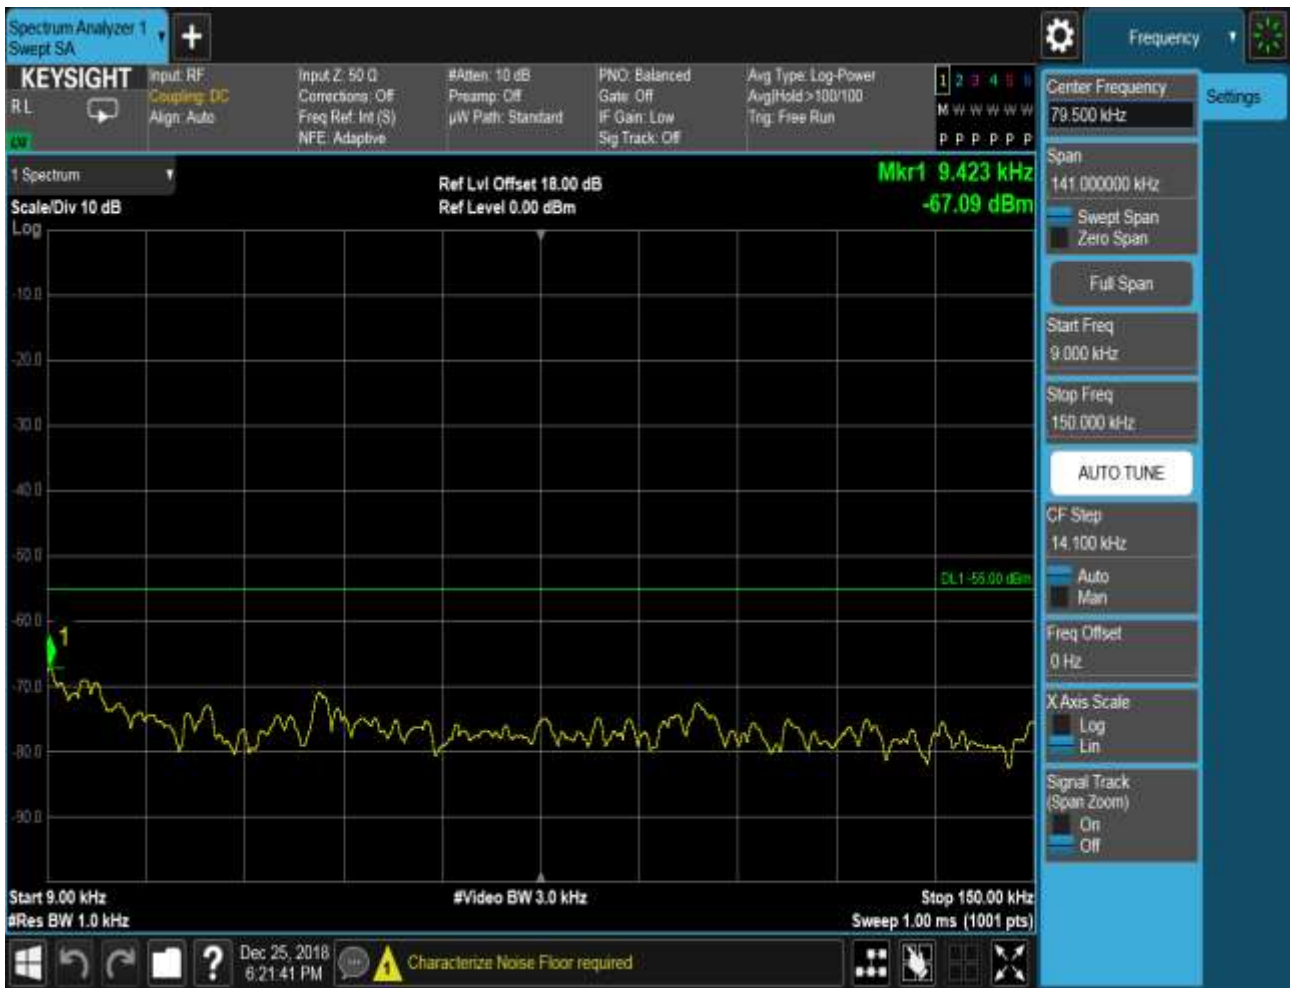 Spectrum Analyzer 1
Swept SA
Frequency
KEYSIGHT
R L
Input: RF
Coupling: DC
Align: Auto
Input Z: 50 Ω
Corrections: Off
Freq Ref: Int (S)
NFE: Adaptive
#Atten: 10 dB
Preamp: Off
µW Path: Standard
PNO: Balanced
Gate: Off
IF Gain: Low
Sig Track: Off
Avg Type: Log-Power
Avg|Hold >100/100
Trig: Free Run
1 2 3 4 5 6
M W W W W W
P P P P P P
Center Frequency
79.500 kHz
Settings
Span
141.000000 kHz
Swept Span
Zero Span
Full Span
Start Freq
9.000 kHz
Stop Freq
150.000 kHz
AUTO TUNE
CF Step
14.100 kHz
Auto
Man
Freq Offset
0 Hz
X Axis Scale
Log
Lin
Signal Track
(Span Zoom)
On
Off
1 Spectrum
Scale/Div 10 dB
Log
Ref Lvl Offset 18.00 dB
Ref Level 0.00 dBm
Mkr1 9.423 kHz
-67.09 dBm
-10.0
-20.0
-30.0
-40.0
-50.0
DL1 -55.00 dBm
-60.0
1
-70.0
-80.0
-90.0
Start 9.00 kHz
#Video BW 3.0 kHz
Stop 150.00 kHz
#Res BW 1.0 kHz
Sweep 1.00 ms (1001 pts)
?
Dec 25, 2018
6:21:41 PM
1
Characterize Noise Floor required